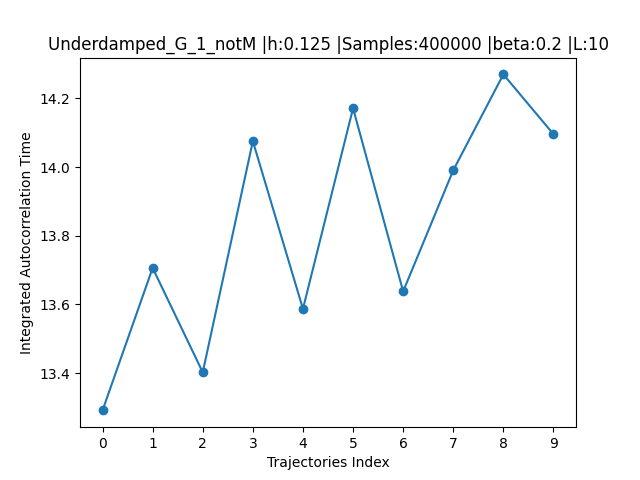 Underdamped_G_1_notM |h:0.125 |Samples:400000 |beta:0.2 |L:10
Integrated Autocorrelation Time
14.2
14.0
13.8
13.6
13.4
0 1 2 3 4 5 6 7 8 9
Trajectories Index